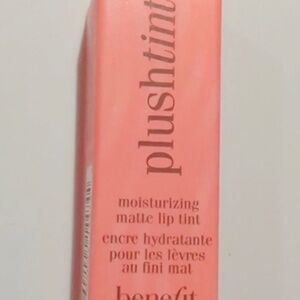 plushtint
moisturizing
matte lip tint
encre hydratante
pour les lèvres
au fini mat
benefit